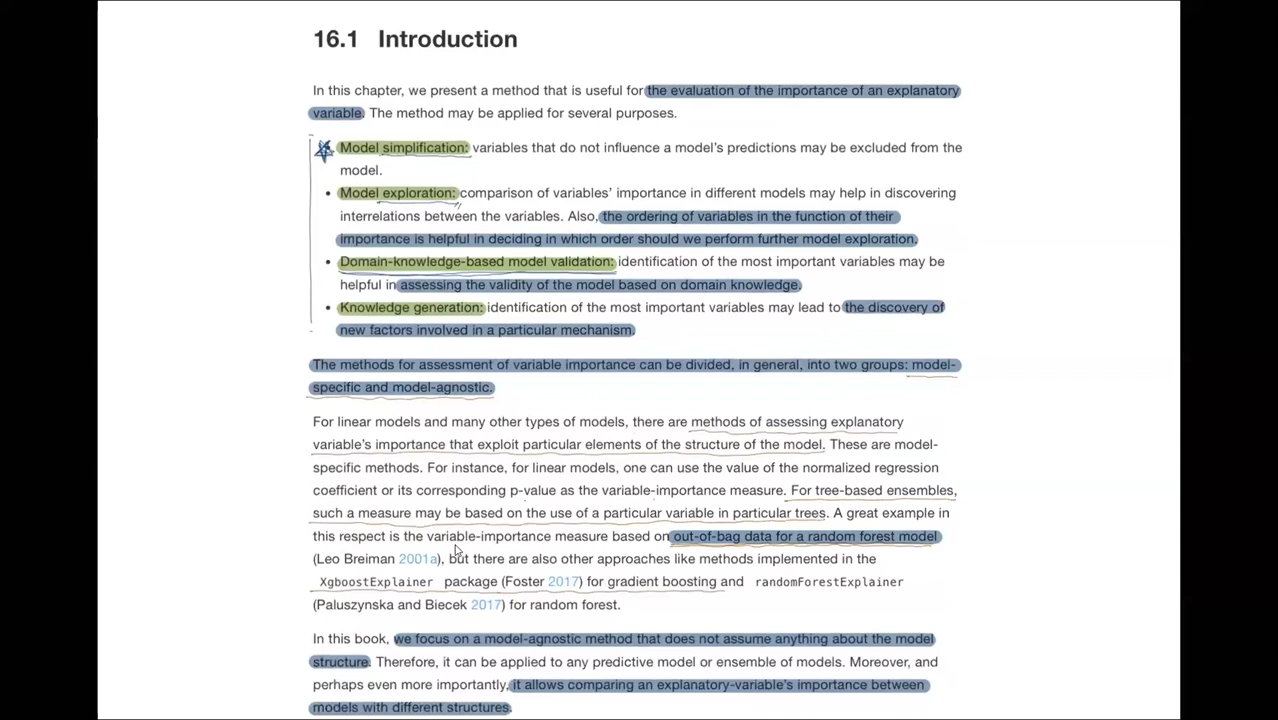 16.1 Introduction
In this chapter, we present a method that is useful for the evaluation of the importance of an explanatory
variable. The method may be applied for several purposes.
Model simplification: variables that do not influence a model's predictions may be excluded from the
model.
• Model exploration: comparison of variables' importance in different models may help in discovering
interrelations between the variables. Also, the ordering of variables in the function of their
importance is helpful in deciding in which order should we perform further model exploration.
• Domain-knowledge-based model validation: identification of the most important variables may be
helpful in assessing the validity of the model based on domain knowledge.
• Knowledge generation: identification of the most important variables may lead to the discovery of
new factors involved in a particular mechanism.
The methods for assessment of variable importance can be divided, in general, into two groups: model-
specific and model-agnostic.
For linear models and many other types of models, there are methods of assessing explanatory
variable's importance that exploit particular elements of the structure of the model. These are model-
specific methods. For instance, for linear models, one can use the value of the normalized regression
coefficient or its corresponding p-value as the variable-importance measure. For tree-based ensembles,
such a measure may be based on the use of a particular variable in particular trees. A great example in
this respect is the variable-importance measure based on out-of-bag data for a random forest model
(Leo Breiman 2001a), but there are also other approaches like methods implemented in the
XgboostExplainer package (Foster 2017) for gradient boosting and randomForestExplainer
(Paluszynska and Biecek 2017) for random forest.
In this book, we focus on a model-agnostic method that does not assume anything about the model
structure. Therefore, it can be applied to any predictive model or ensemble of models. Moreover, and
perhaps even more importantly, it allows comparing an explanatory-variable's importance between
models with different structures.